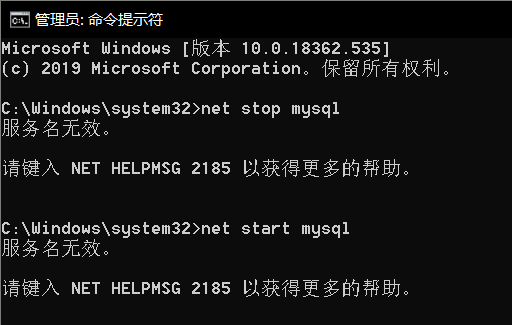 管理员: 命令提示符
Microsoft Windows [版本 10.0.18362.535]
(c) 2019 Microsoft Corporation。保留所有权利。
C:\Windows\system32>net stop mysql
服务名无效。
请键入 NET HELPMSG 2185 以获得更多的帮助。
C:\Windows\system32>net start mysql
服务名无效。
请键入 NET HELPMSG 2185 以获得更多的帮助。